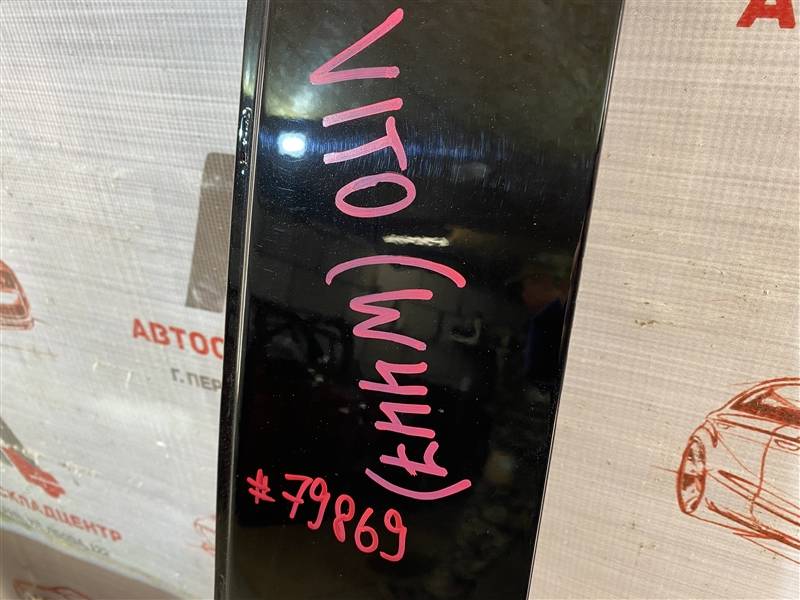 VITO (W447)
#79869
АВТОС
Г. ПЕР
СКЛАДЦЕНТР
А